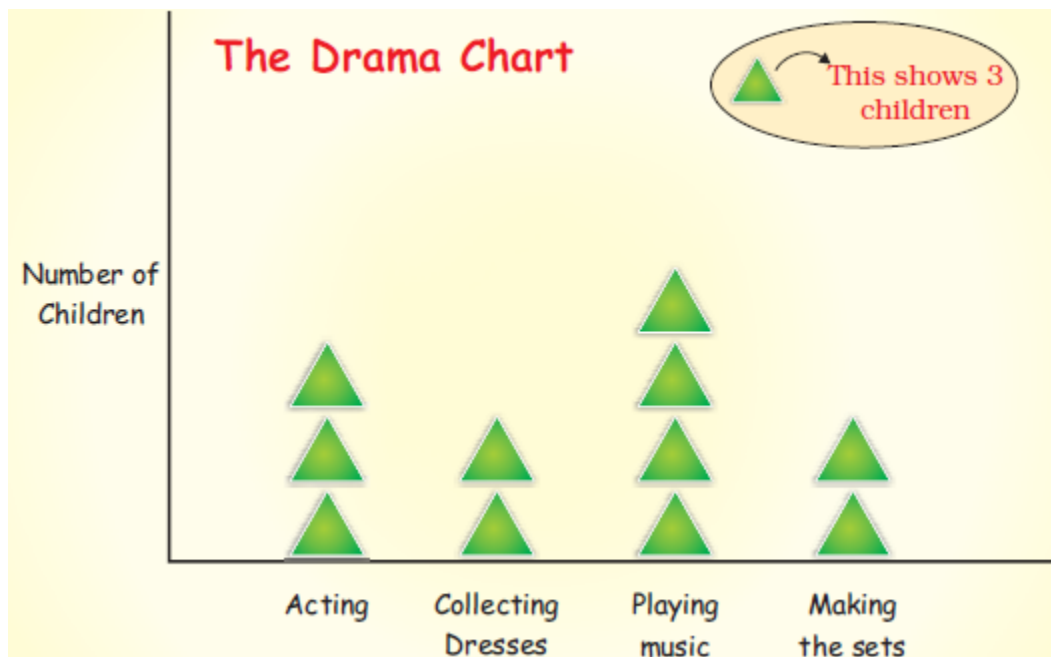 The Drama Chart
This shows 3
children
Number of
Children
Acting
Collecting
Dresses
Playing
music
Making
the sets